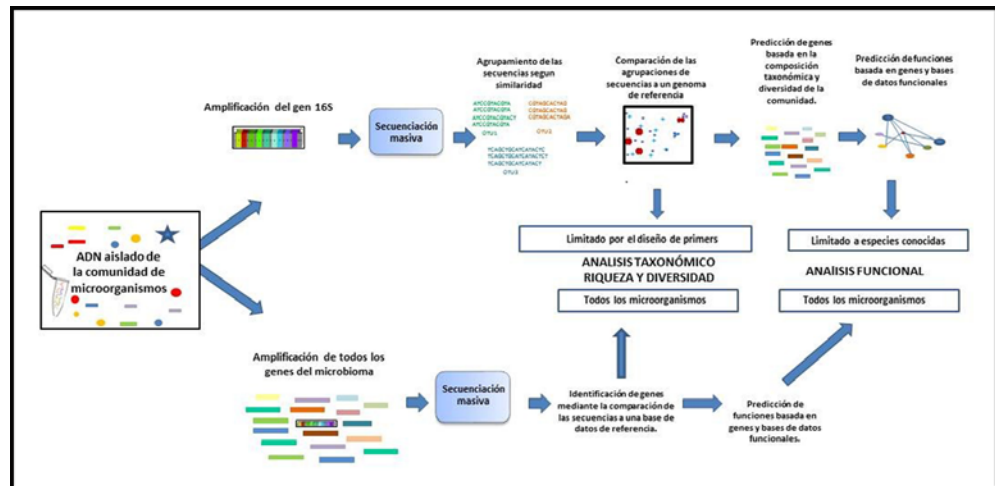 Amplificación del gen 16S
Secuenciación
masiva
Agrupamiento de las
secuencias segun
similaridad
OTU1
OTU2
OTU3
Comparación de las
agrupaciones de
secuencias a un genoma
de referencia
Predicción de genes
basada en la
composición
taxonómica y
diversidad de la
comunidad.
Predicción de funciones
basada en genes y bases
de datos funcionales
ADN aislado de
la comunidad de
microorganismos
Limitado por el diseño de primers
ANALISIS TAXONÓMICO
RIQUEZA Y DIVERSIDAD
Todos los microorganismos
Limitado a especies conocidas
ANALISIS FUNCIONAL
Todos los microorganismos
Amplificación de todos los
genes del microbioma
Secuenciación
masiva
Identificación de genes
mediante la comparación de
las secuencias a una base de
datos de referencia.
Predicción de
funciones basada en
genes y bases de datos
funcionales.